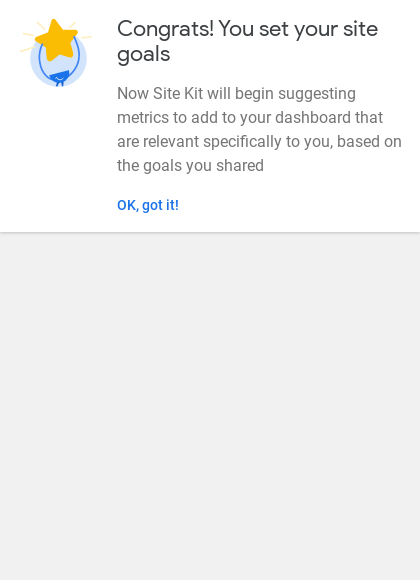 Congrats! You set your site
goals
Now Site Kit will begin suggesting
metrics to add to your dashboard that
are relevant specifically to you, based on
the goals you shared
OK, got it!